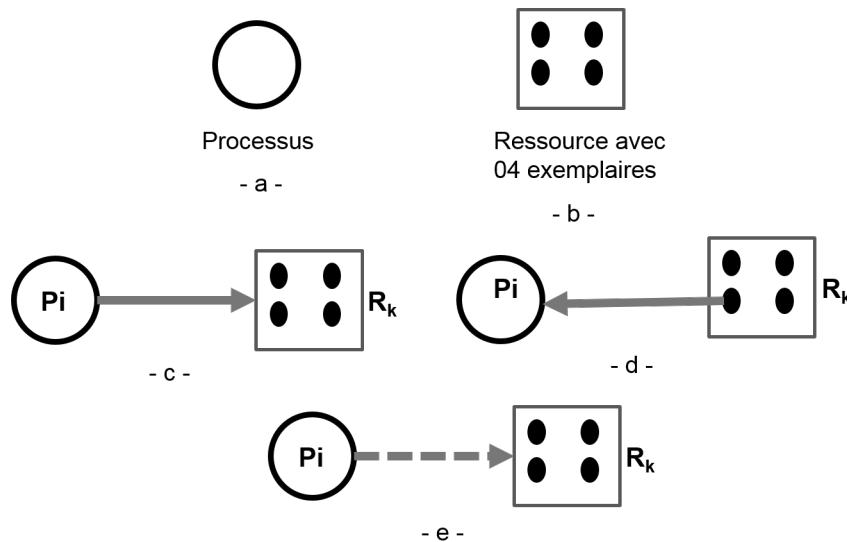 Processus
- a -
Ressource avec
04 exemplaires
- b -
Pi
Rk
- c -
Pi
Rk
- d -
Pi
Rk
- e -